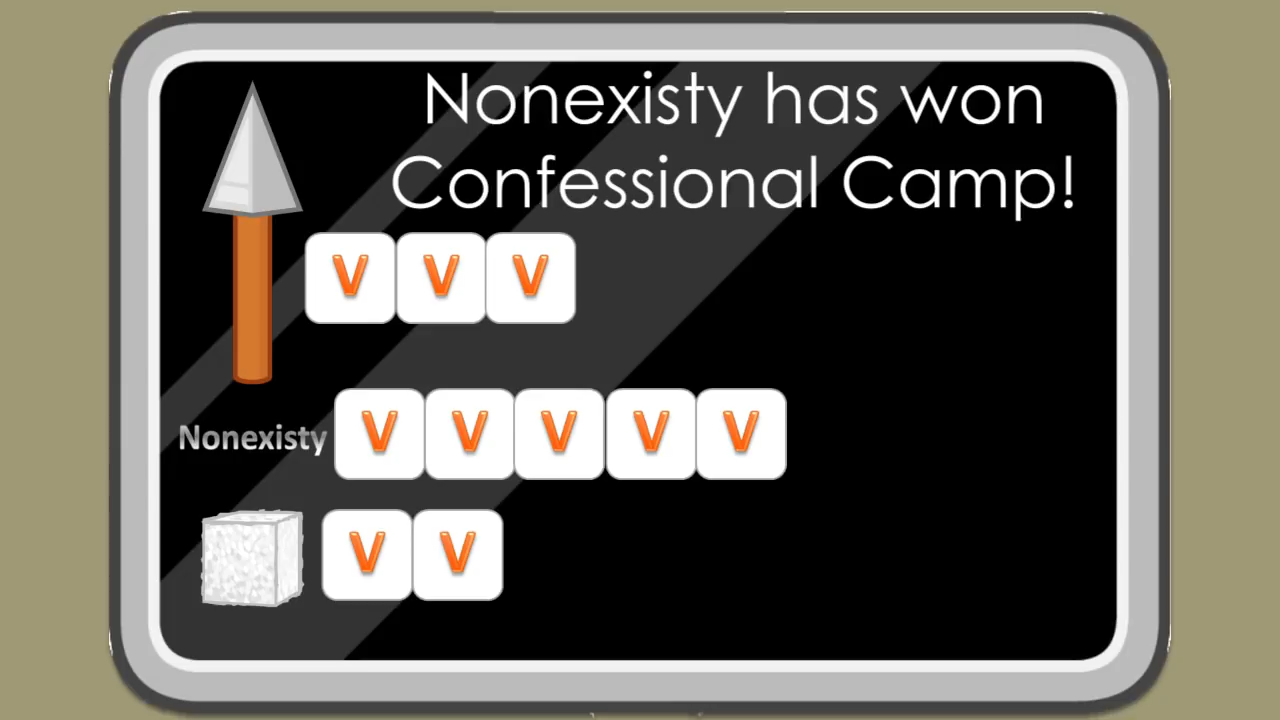 Nonexisty has won
Confessional Camp!
V V V
Nonexisty V V V V V
V V